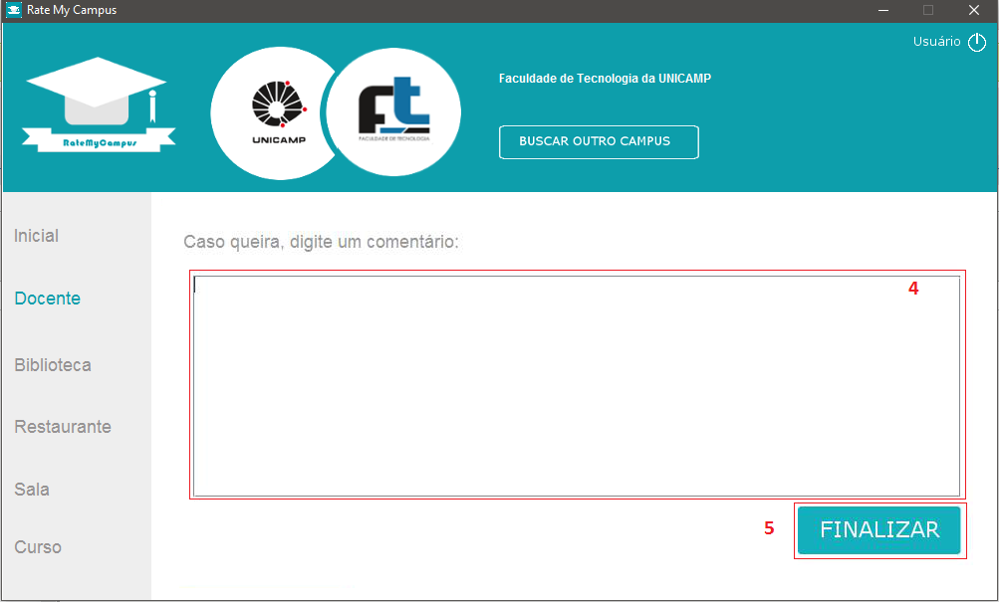 Rate My Campus
Usuário
RateMyCampus
UNICAMP
FACULDADE DE TECNOLOGIA
Faculdade de Tecnologia da UNICAMP
BUSCAR OUTRO CAMPUS
Inicial
Docente
Biblioteca
Restaurante
Sala
Curso
Caso queira, digite um comentário:
4
5
FINALIZAR